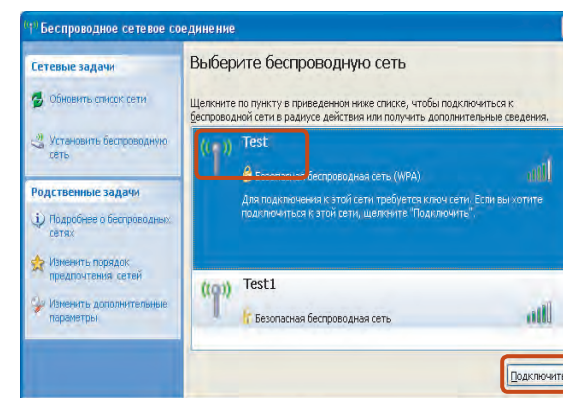 Беспроводное сетевое соединение
Сетевые задачи
Обновить список сети
Установить беспроводную
сеть
Родственные задачи
Подробнее о беспроводных
сетях
Изменить порядок
предпочтения сетей
Изменить дополнительные
параметры
Выберите беспроводную сеть
Щелкните по пункту в приведенном ниже списке, чтобы подключиться к
беспроводной сети в радиусе действия или получить дополнительные сведения.
Test
Безопасная беспроводная сеть (WPA)
Для подключения к этой сети требуется ключ сети. Если вы хотите
подключиться к этой сети, щелкните "Подключить".
Test1
Безопасная беспроводная сеть
Подключить